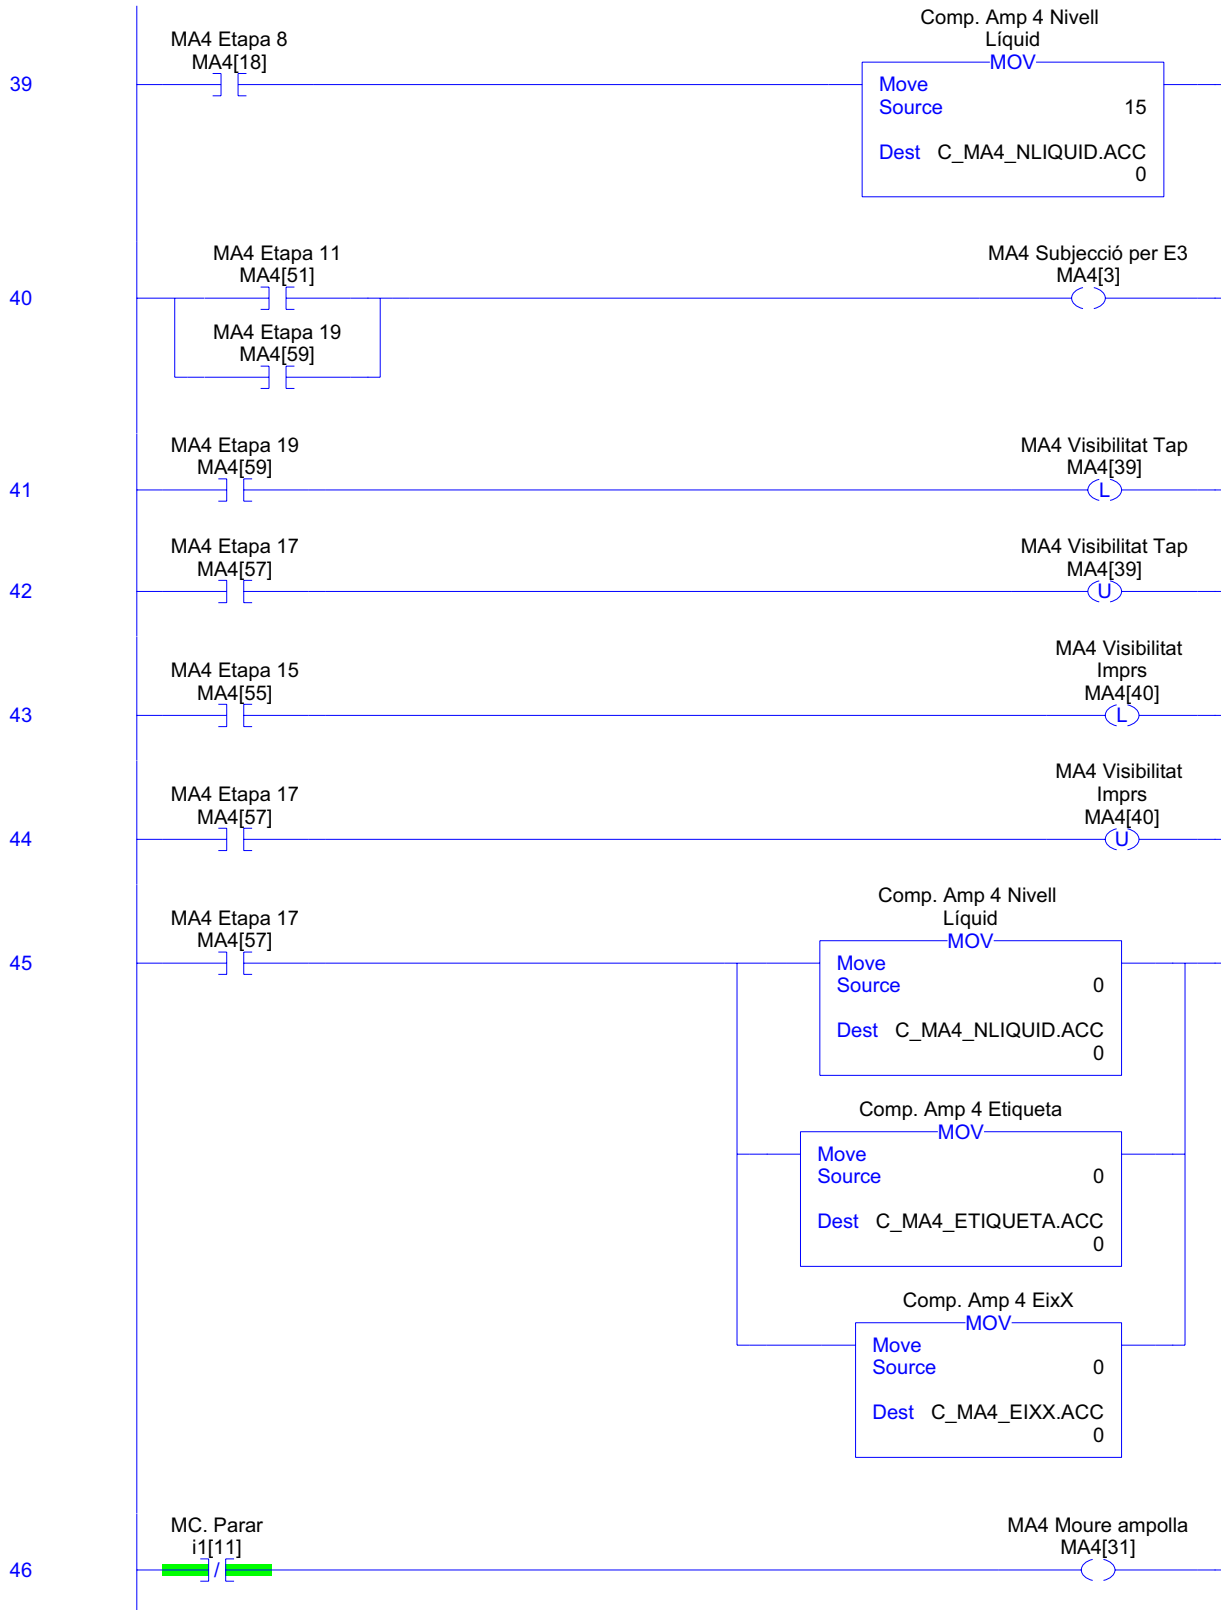 MA4 Etapa 8
MA4[18]
Comp. Amp 4 Nivell
Líquid
MOV
39
Move
Source 15
Dest C_MA4_NLIQUID.ACC
0
MA4 Etapa 11
MA4[51]
MA4 Subjecció per E3
MA4[3]
40
MA4 Etapa 19
MA4[59]
MA4 Etapa 19
MA4[59]
MA4 Visibilitat Tap
MA4[39]
41
L
MA4 Etapa 17
MA4[57]
MA4 Visibilitat Tap
MA4[39]
42
U
MA4 Etapa 15
MA4[55]
MA4 Visibilitat
Imprs
MA4[40]
43
L
MA4 Etapa 17
MA4[57]
MA4 Visibilitat
Imprs
MA4[40]
44
U
MA4 Etapa 17
MA4[57]
Comp. Amp 4 Nivell
Líquid
MOV
45
Move
Source 0
Dest C_MA4_NLIQUID.ACC
0
Comp. Amp 4 Etiqueta
MOV
Move
Source 0
Dest C_MA4_ETIQUETA.ACC
0
Comp. Amp 4 EixX
MOV
Move
Source 0
Dest C_MA4_EIXX.ACC
0
MC. Parar
i1[11]
MA4 Moure ampolla
MA4[31]
46
/